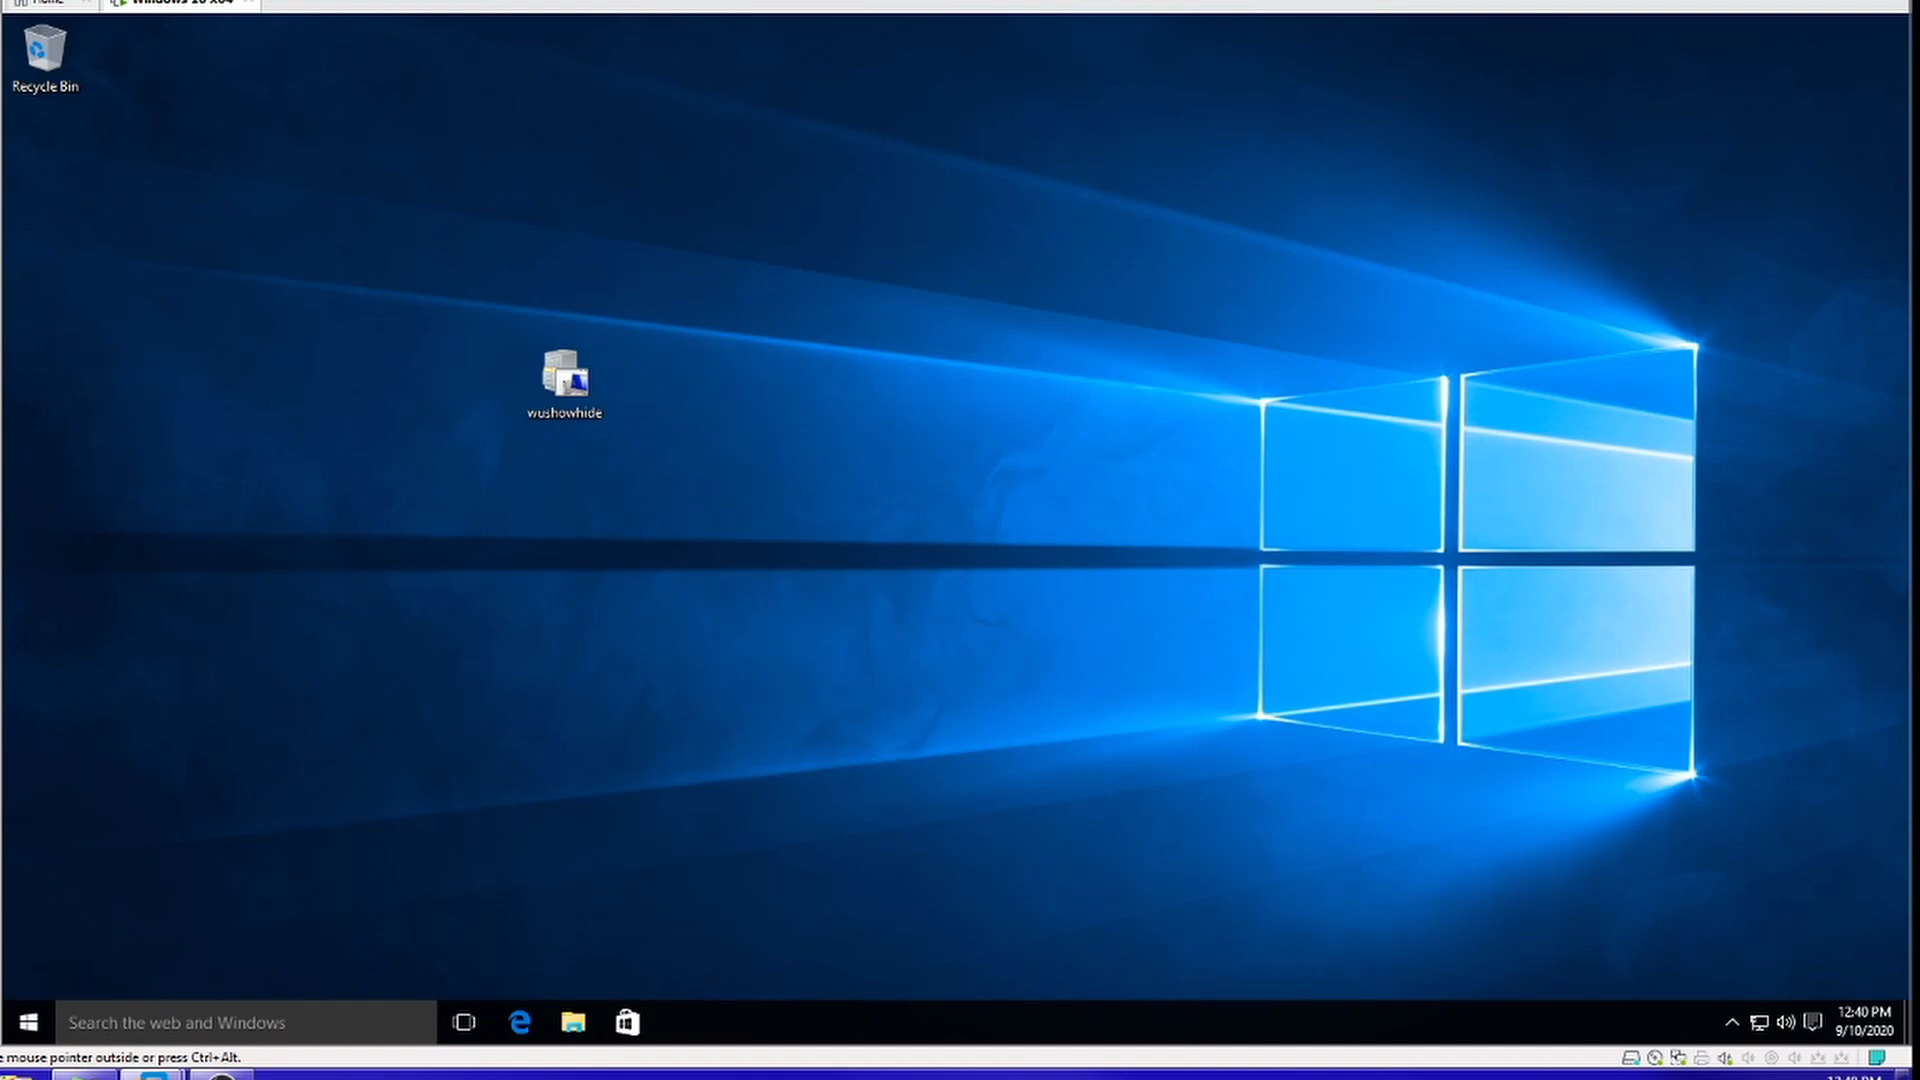 Windows 10 x64
Recycle Bin
wushowhide
Search the web and Windows
12:40 PM
9/10/2020
mouse pointer outside or press Ctrl+Alt.